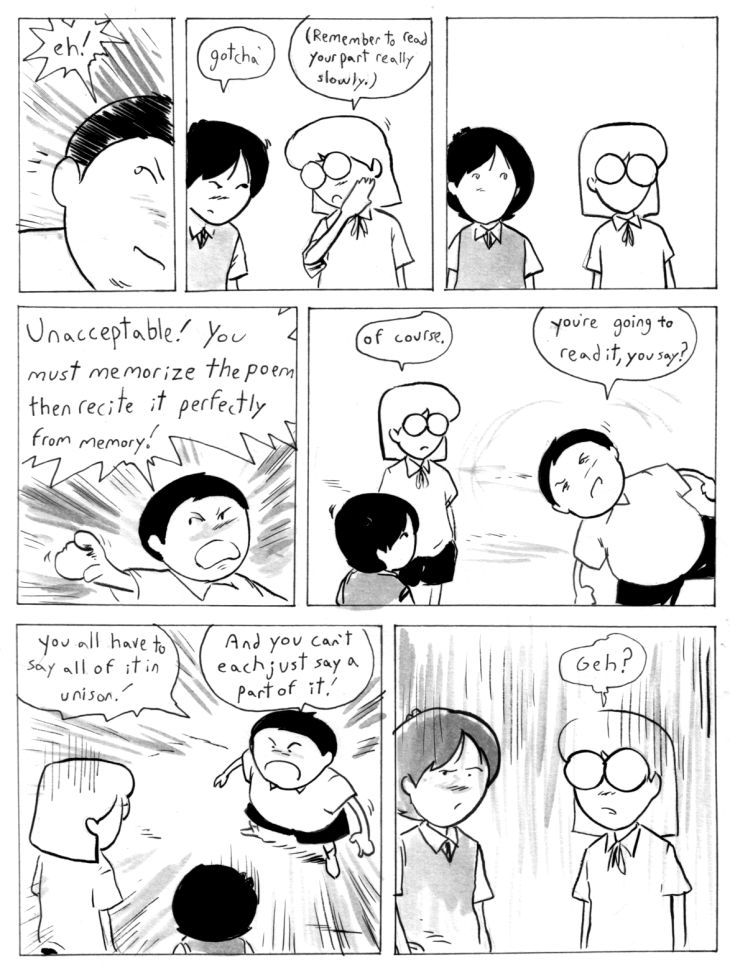 (Remember to read
your part really
slowly.)
gotcha
eh!
you're going to
read it, you say?
of course.
Unacceptable! You
must memorize the poem
then recite it perfectly
from memory!
Geh?
And you can't
each just say a
part of it!
you all have to
say all of it in
unison!